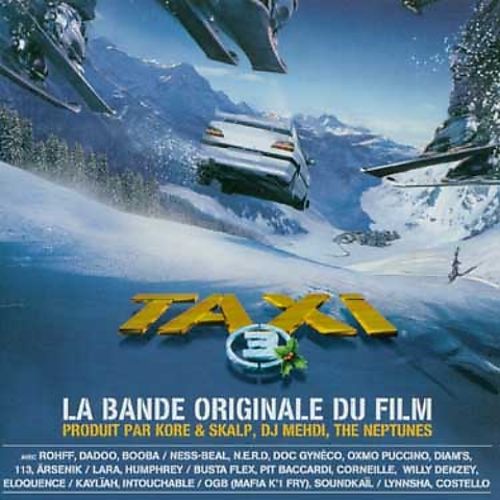 TAXI
3
LA BANDE ORIGINALE DU FILM
PRODUIT PAR KORE & SKALP, DJ MEHDI, THE NEPTUNES
AVEC ROHFF, DADOO, BOOBA / NESS-BEAL, N.E.R.D, DOC GYNÉCO, OXMO PUCCINO, DIAM'S,
113, ÄRSENIK / LARA, HUMPHREY / BUSTA FLEX, PIT BACCARDI, CORNEILLE, WILLY DENZEY,
ELOQUENCE / KAYLÏAH, INTOUCHABLE / OGB (MAFIA K'1 FRY), SOUNDKAÏL / LYNNSHA, COSTELLO